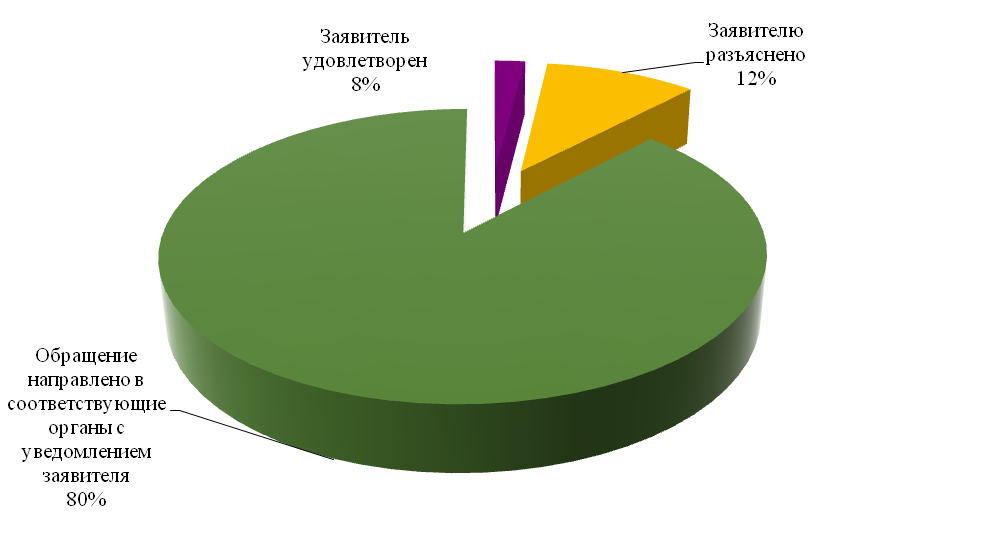 Заявитель
удовлетворен
8%
Заявителю
разъяснено
12%
Обращение
направлено в
соответствующие
органы с
уведомлением
заявителя
80%